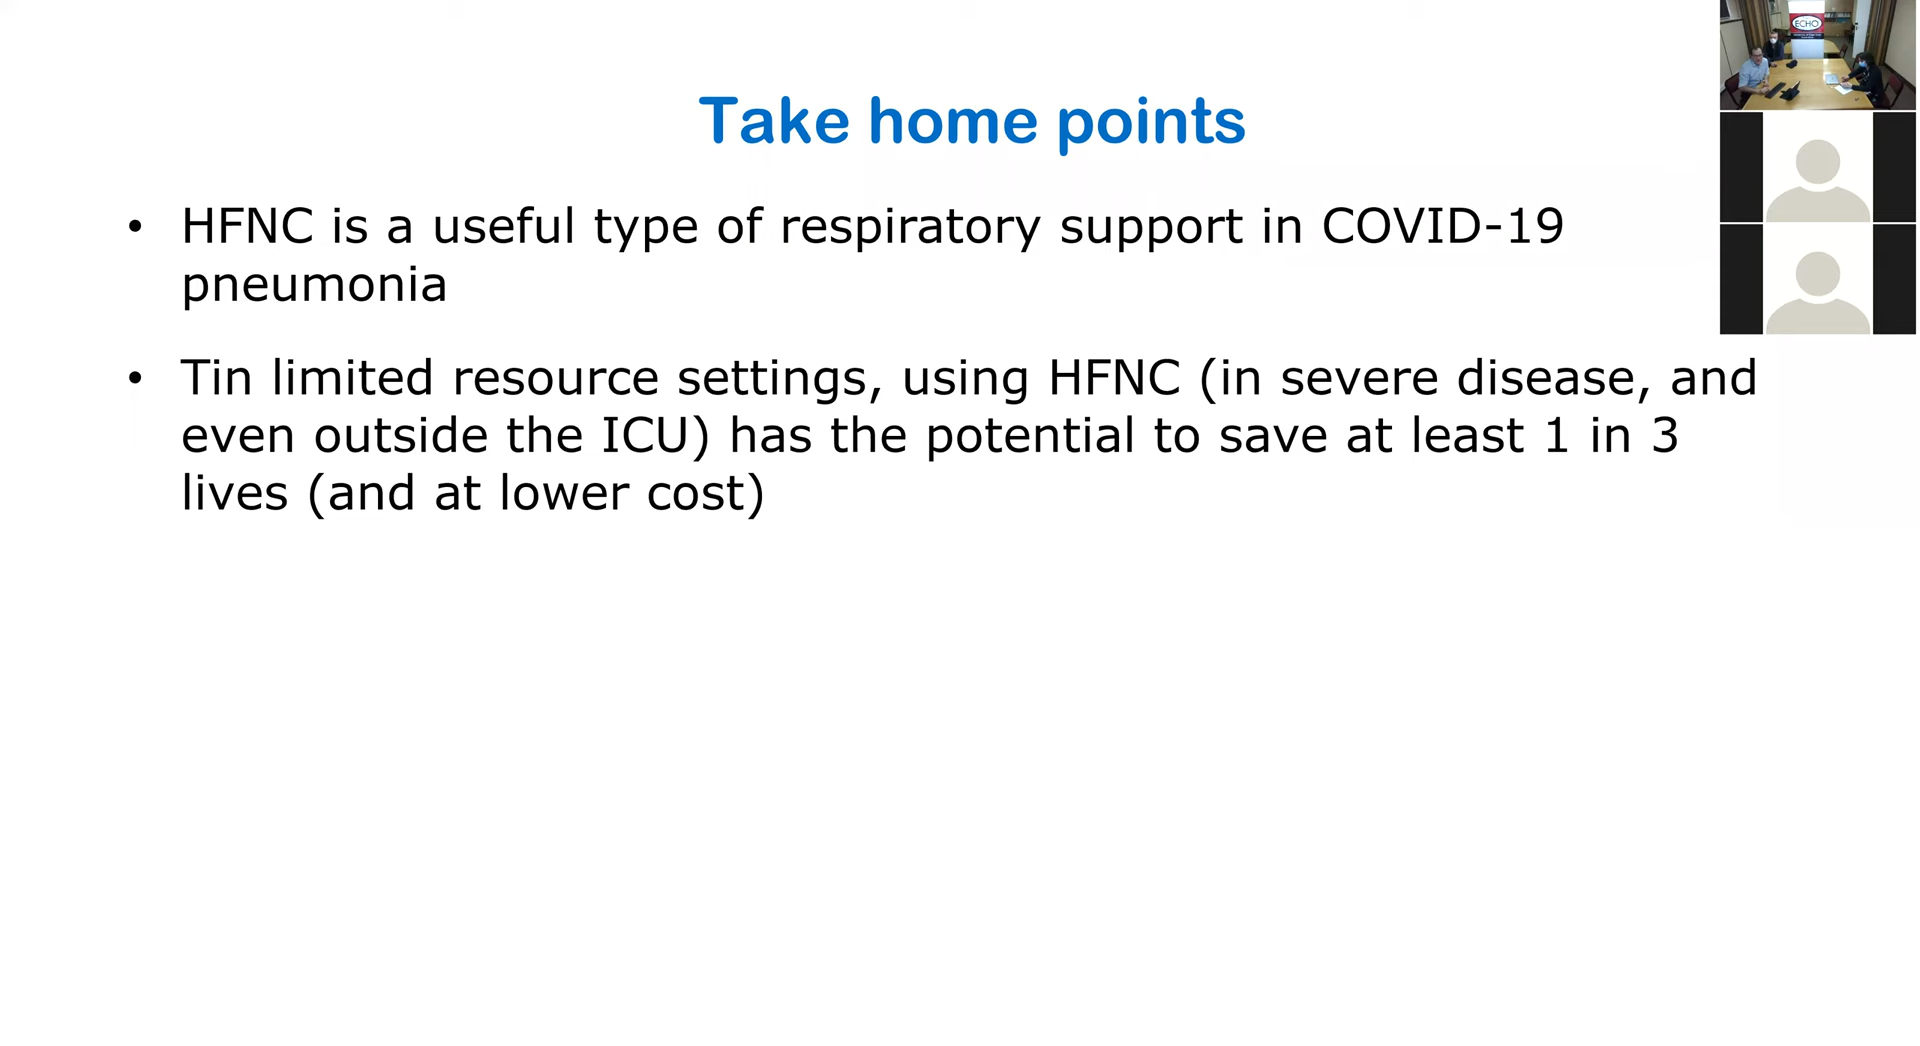 Take home points
• HFNC is a useful type of respiratory support in COVID-19
pneumonia
• Tin limited resource settings, using HFNC (in severe disease, and
even outside the ICU) has the potential to save at least 1 in 3
lives (and at lower cost)
ECHO